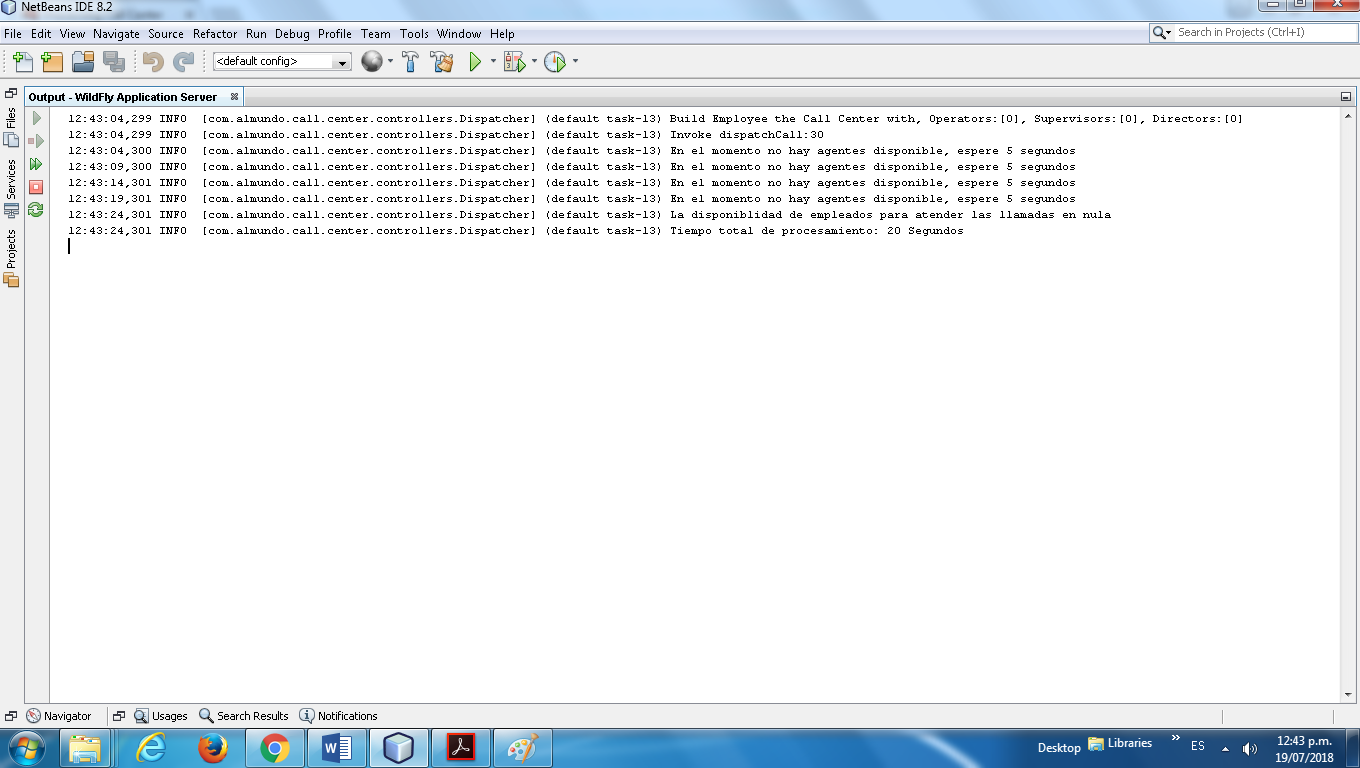 NetBeans IDE 8.2
File Edit View Navigate Source Refactor Run Debug Profile Team Tools Window Help
Search in Projects (Ctrl+I)
<default config>
Output - WildFly Application Server
Files
Services
Projects
12:43:04,299 INFO [com.almundo.call.center.controllers.Dispatcher] (default task-13) Build Employee the Call Center with, Operators:[0], Supervisors:[0], Directors:[0]
12:43:04,299 INFO [com.almundo.call.center.controllers.Dispatcher] (default task-13) Invoke dispatchCall:30
12:43:04,300 INFO [com.almundo.call.center.controllers.Dispatcher] (default task-13) En el momento no hay agentes disponible, espere 5 segundos
12:43:09,300 INFO [com.almundo.call.center.controllers.Dispatcher] (default task-13) En el momento no hay agentes disponible, espere 5 segundos
12:43:14,301 INFO [com.almundo.call.center.controllers.Dispatcher] (default task-13) En el momento no hay agentes disponible, espere 5 segundos
12:43:19,301 INFO [com.almundo.call.center.controllers.Dispatcher] (default task-13) En el momento no hay agentes disponible, espere 5 segundos
12:43:24,301 INFO [com.almundo.call.center.controllers.Dispatcher] (default task-13) La disponiblidad de empleados para atender las llamadas en nula
12:43:24,301 INFO [com.almundo.call.center.controllers.Dispatcher] (default task-13) Tiempo total de procesamiento: 20 Segundos
Navigator Usages Search Results Notifications
Desktop Libraries ES 12:43 p.m.
19/07/2018